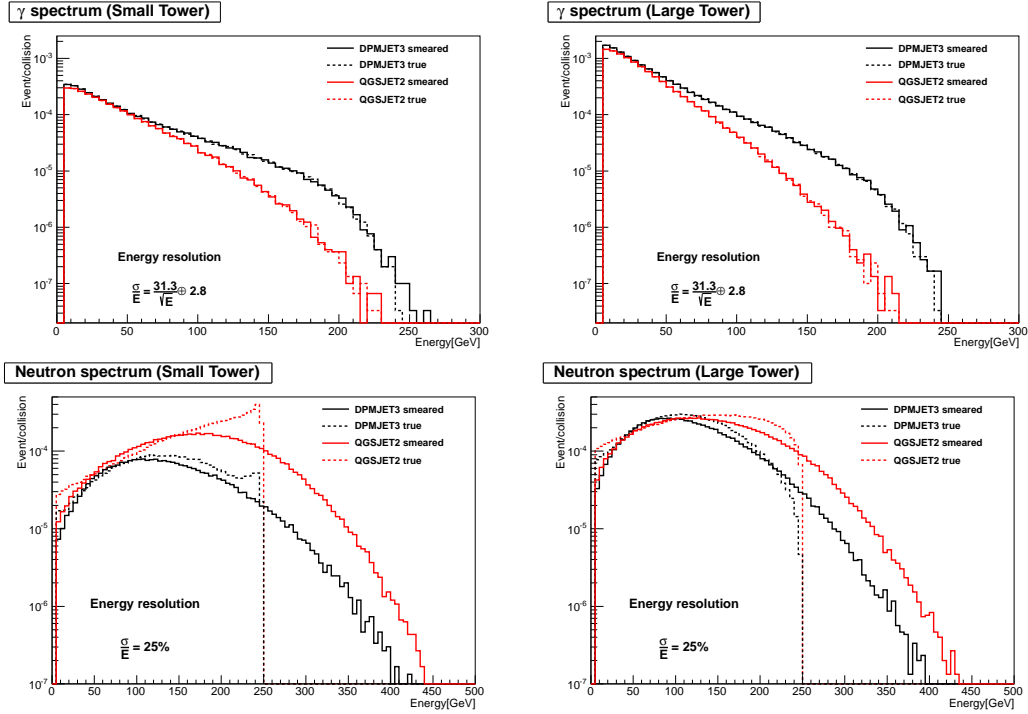 γ spectrum (Small Tower)
Event/collision
10⁻³
10⁻⁴
10⁻⁵
10⁻⁶
10⁻⁷
DPMJET3 smeared
DPMJET3 true
QGSJET2 smeared
QGSJET2 true
Energy resolution
σ/E = 31.3/√E ⊕ 2.8
0 50 100 150 200 250 300
Energy[GeV]
γ spectrum (Large Tower)
Event/collision
10⁻³
10⁻⁴
10⁻⁵
10⁻⁶
10⁻⁷
DPMJET3 smeared
DPMJET3 true
QGSJET2 smeared
QGSJET2 true
Energy resolution
σ/E = 31.3/√E ⊕ 2.8
0 50 100 150 200 250 300
Energy[GeV]
Neutron spectrum (Small Tower)
Event/collision
10⁻⁴
10⁻⁵
10⁻⁶
10⁻⁷
DPMJET3 smeared
DPMJET3 true
QGSJET2 smeared
QGSJET2 true
Energy resolution
σ/E = 25%
0 50 100 150 200 250 300 350 400 450 500
Energy[GeV]
Neutron spectrum (Large Tower)
Event/collision
10⁻⁴
10⁻⁵
10⁻⁶
10⁻⁷
DPMJET3 smeared
DPMJET3 true
QGSJET2 smeared
QGSJET2 true
Energy resolution
σ/E = 25%
0 50 100 150 200 250 300 350 400 450 500
Energy[GeV]